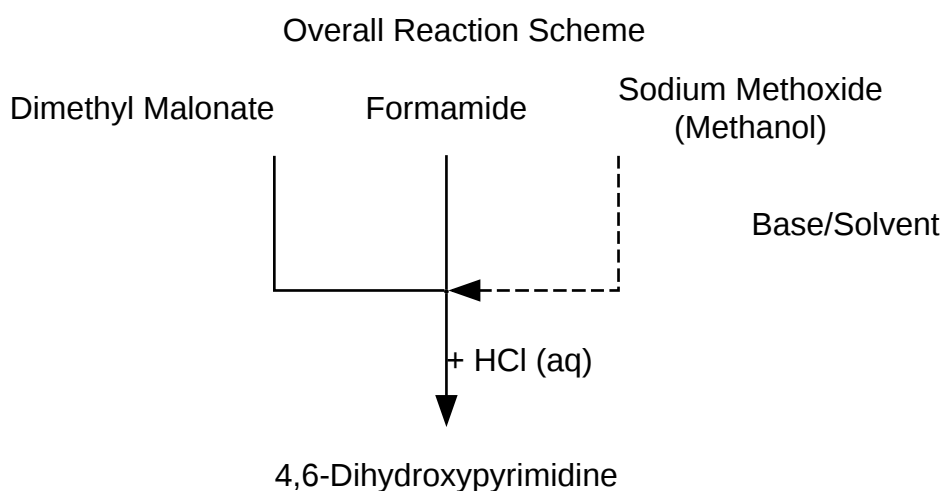 Overall Reaction Scheme
Dimethyl Malonate
Formamide
Sodium Methoxide
(Methanol)
Base/Solvent
+ HCl (aq)
4,6-Dihydroxypyrimidine